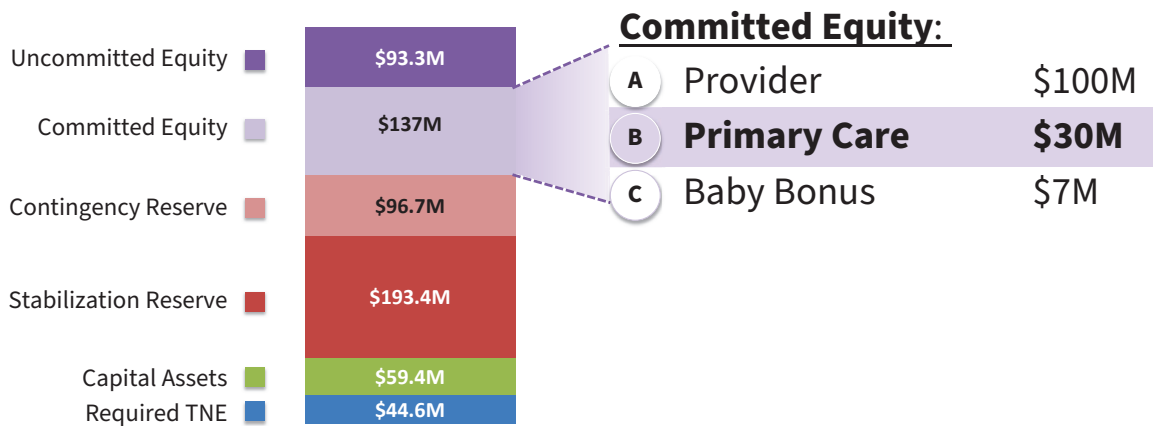 Uncommitted Equity
Committed Equity
Contingency Reserve
Stabilization Reserve
Capital Assets
Required TNE
$93.3M
$137M
$96.7M
$193.4M
$59.4M
$44.6M
Committed Equity:
A Provider $100M
B Primary Care $30M
C Baby Bonus $7M